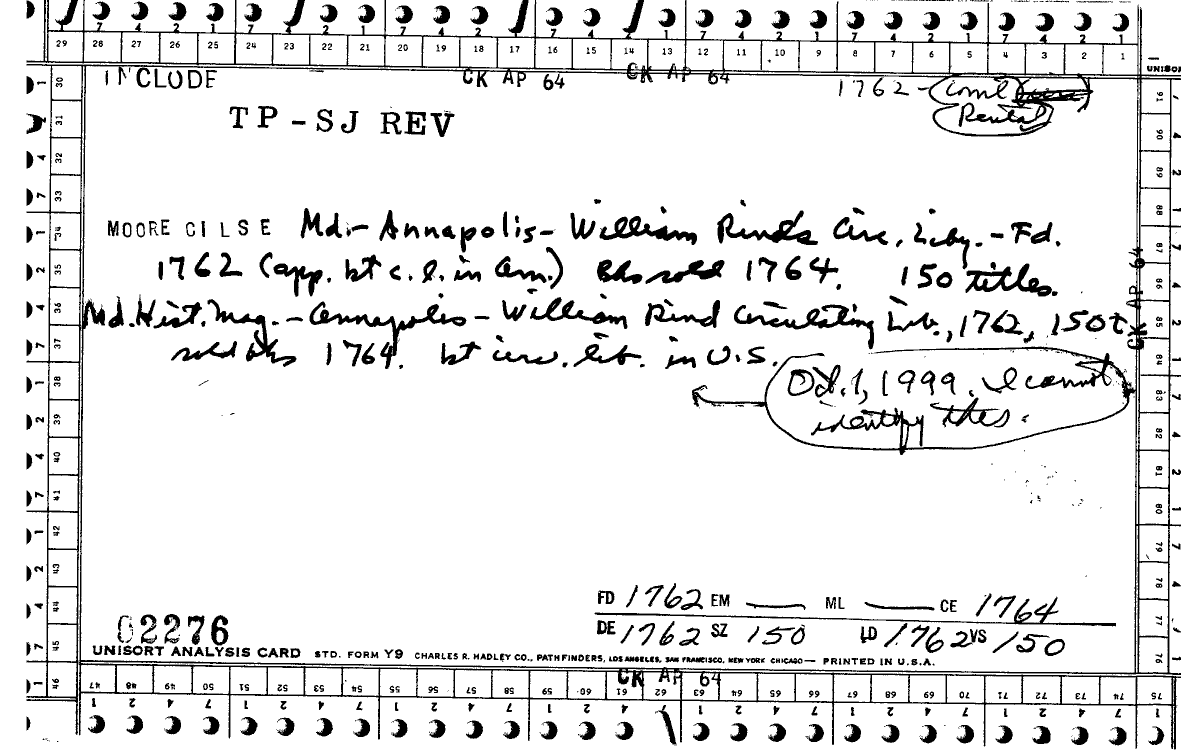 7 4 2 1 7 4 2 1 7 4 2 1 7 4 2 1 7 4 2 1 7 4 2 1 7 4 2 1
29 28 27 26 25 24 23 22 21 20 19 18 17 16 15 14 13 12 11 10 9 8 7 6 5 4 3 2 1
UNISORT
INCLUDE CK AP 64 CK AP 64 1762 - Coml
Rental
TP-SJ REV
MOORE CILSE Md.- Annapolis- William Rind's Circ. Liby. - Fd.
1762 (app. 1st c.l. in Am.) Bks sold 1764. 150 titles.
Md. Hist. Mag. - Annapolis - William Rind Circulating Lib., 1762, 150t
sold bks 1764. 1st circ. lib. in U.S.
Oct. 1, 1999. I cannot
identify this.
CK AP 64
30 31 32 33 34 35 36 37 38 39 40 41 42 43 44 45 46
91 90 89 88 87 86 85 84 83 82 81 80 79 78 77 76
FD 1762 EM — ML — CE 1764
DE 1762 SZ 150 LD 1762 VS 150
02276
UNISORT ANALYSIS CARD STD. FORM Y9 CHARLES R. HADLEY CO., PATHFINDERS, LOS ANGELES, SAN FRANCISCO, NEW YORK CHICAGO — PRINTED IN U.S.A.
CK AP 64
47 48 49 50 51 52 53 54 55 56 57 58 59 60 61 62 63 64 65 66 67 68 69 70 71 72 73 74 75
1 2 4 7 1 2 4 7 1 2 4 7 1 2 4 7 1 2 4 7 1 2 4 7 1 2 4 7 1